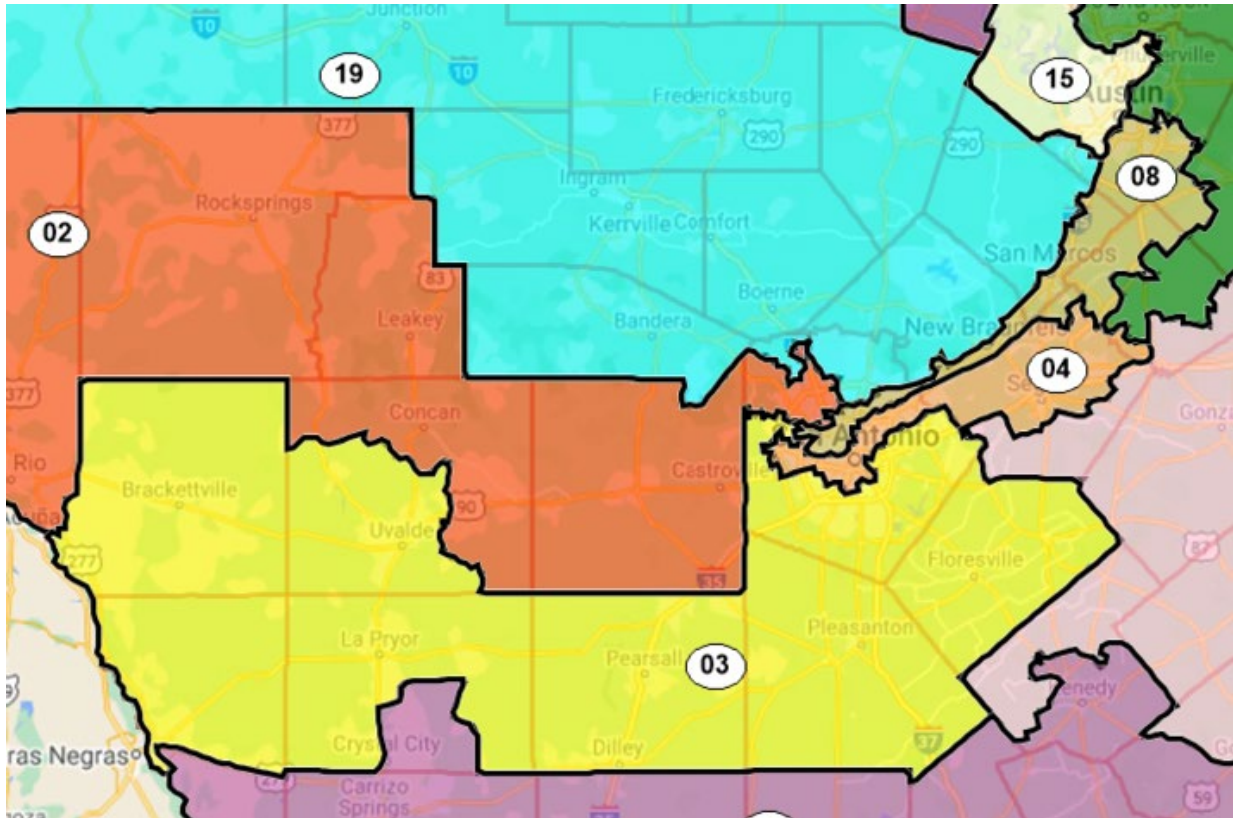 Junction
10
19
10
377
Fredericksburg
290
290
15
Austin
08
02
Rocksprings
Ingram
Kerrville
Comfort
San Marcos
83
Leakey
Boerne
Bandera
New Braunfels
04
377
Concan
Rio
Castroville
San Antonio
Brackettville
90
Uvalde
277
35
Floresville
87
La Pryor
Pleasanton
Pearsall
03
Crystal City
Dilley
37
ras Negras
Carrizo
Springs
59